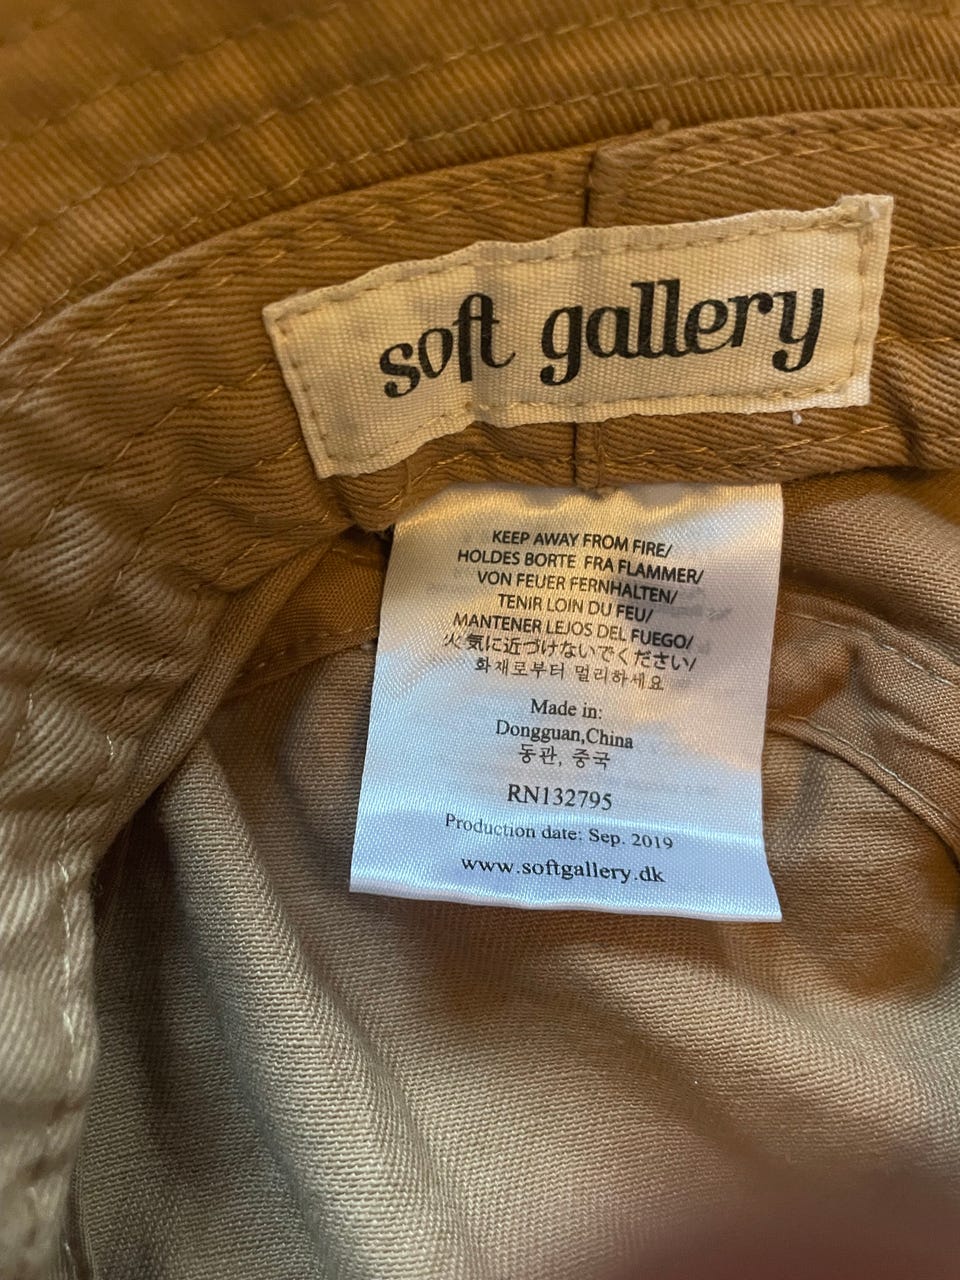 soft gallery
KEEP AWAY FROM FIRE/
HOLDES BORTE FRA FLAMMER/
VON FEUER FERNHALTEN/
TENIR LOIN DU FEU/
MANTENER LEJOS DEL FUEGO/
火気に近づけないでください/
화재로부터 멀리하세요
Made in:
Dongguan,China
동관, 중국
RN132795
Production date: Sep. 2019
www.softgallery.dk